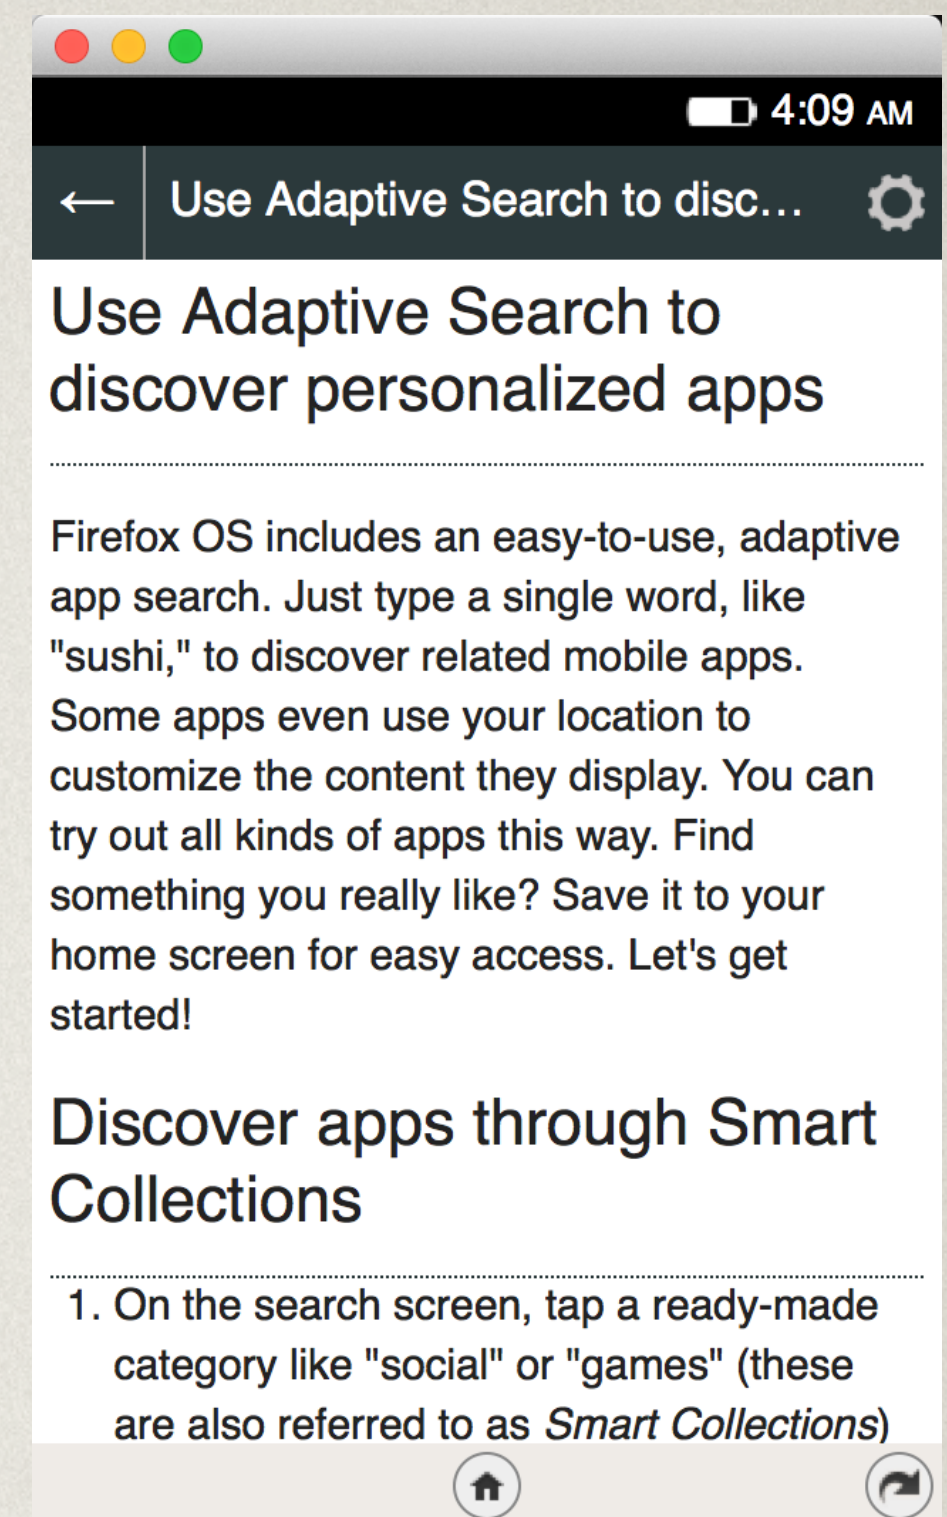 4:09 AM
Use Adaptive Search to disc...
Use Adaptive Search to
discover personalized apps
Firefox OS includes an easy-to-use, adaptive
app search. Just type a single word, like
"sushi," to discover related mobile apps.
Some apps even use your location to
customize the content they display. You can
try out all kinds of apps this way. Find
something you really like? Save it to your
home screen for easy access. Let's get
started!
Discover apps through Smart
Collections
1. On the search screen, tap a ready-made
category like "social" or "games" (these
are also referred to as Smart Collections)